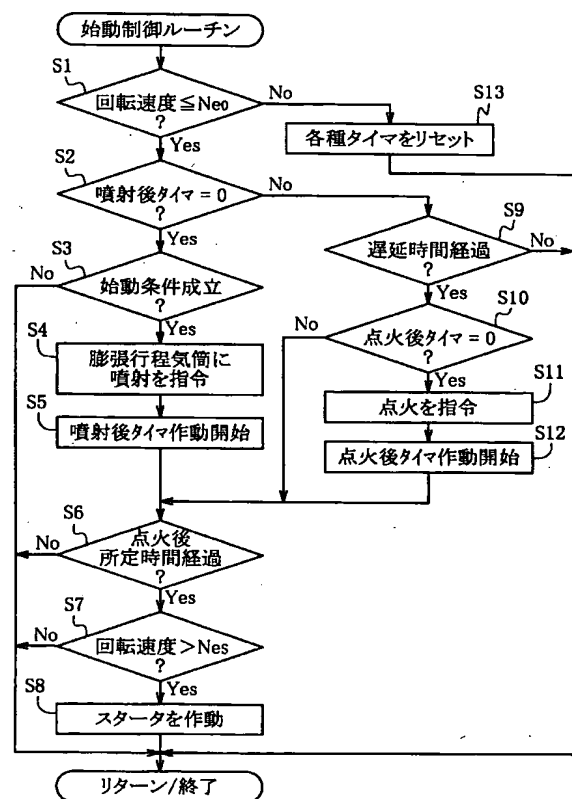 始動制御ルーチン
S1
回転速度≦Ne0
?
No
Yes
S13
各種タイマをリセット
S2
噴射後タイマ=0
?
No
Yes
S9
遅延時間経過
?
No
Yes
S3
始動条件成立
?
No
Yes
S10
点火後タイマ=0
?
No
Yes
S4
膨張行程気筒に
噴射を指令
S11
点火を指令
S5
噴射後タイマ作動開始
S12
点火後タイマ作動開始
S6
点火後
所定時間経過
?
No
Yes
S7
回転速度>Nes
?
No
Yes
S8
スタータを作動
リターン/終了